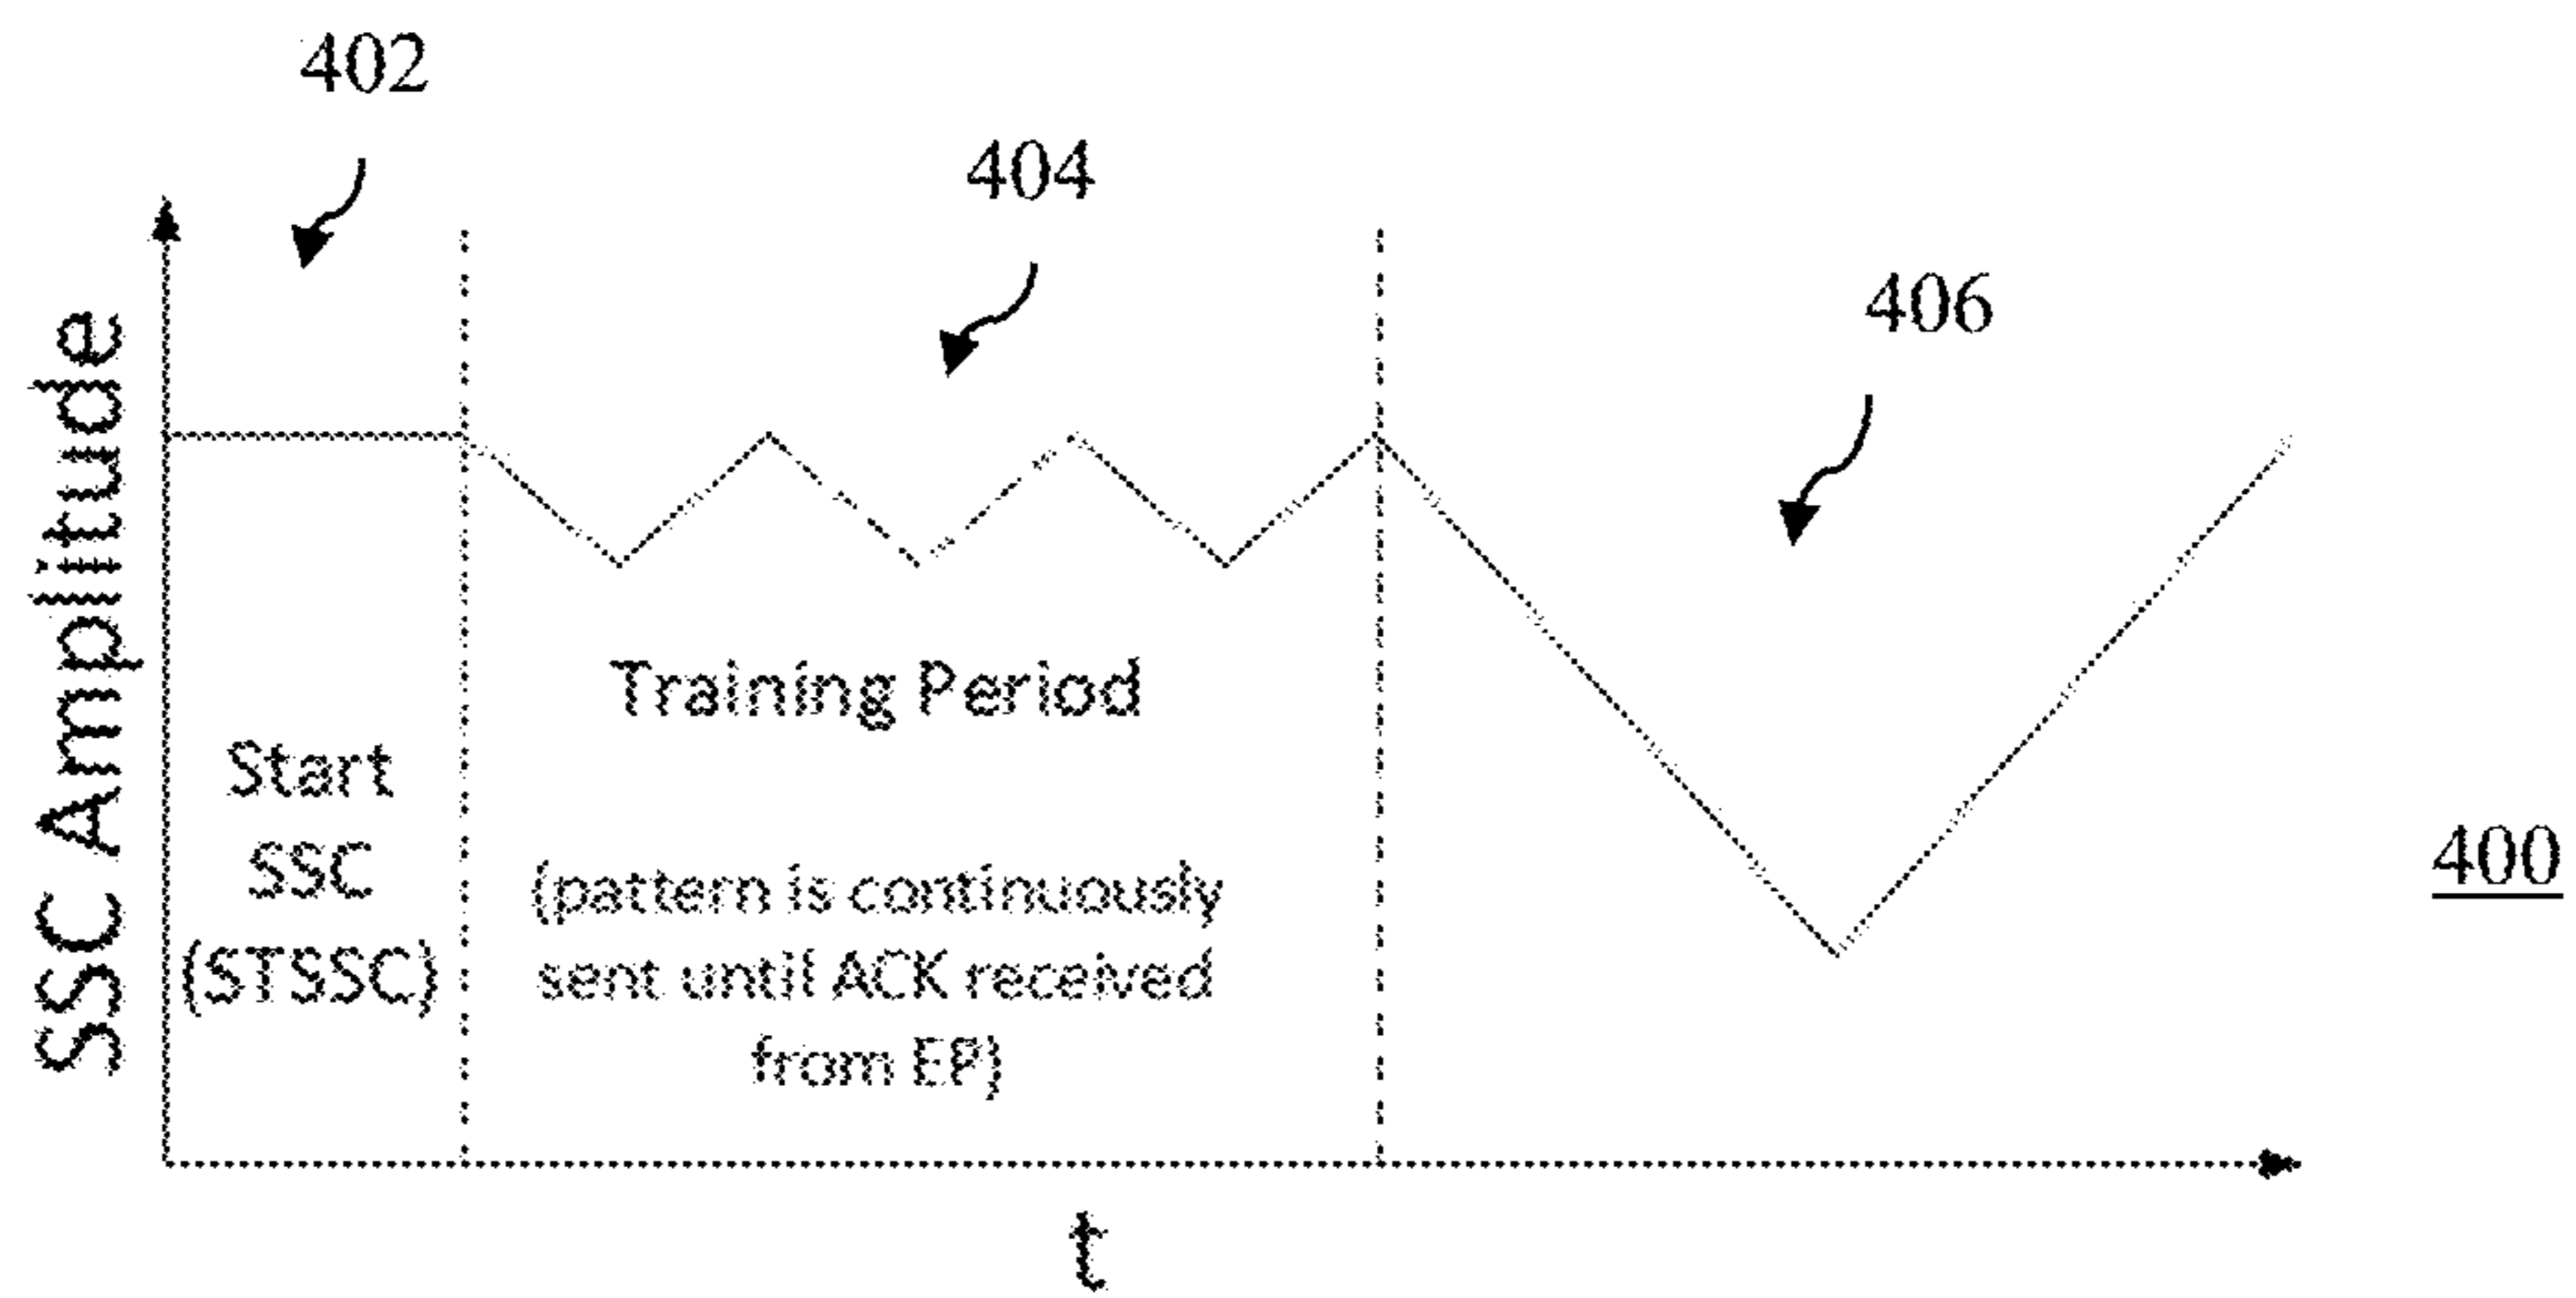 402
404
406
SSC Amplitude
Training Period
Start
SSC
(STSSC)
(pattern is continuously
sent until ACK received
from EP)
400
t